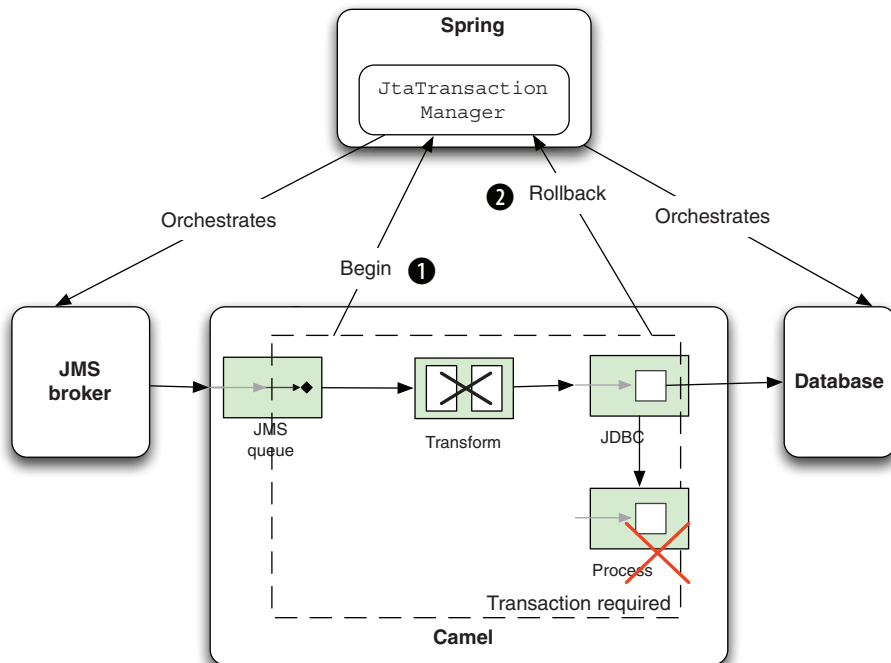 Spring
JtaTransaction
Manager
2
Rollback
Orchestrates
Orchestrates
Begin
1
JMS
broker
Database
JMS
queue
Transform
JDBC
Process
Transaction required
Camel